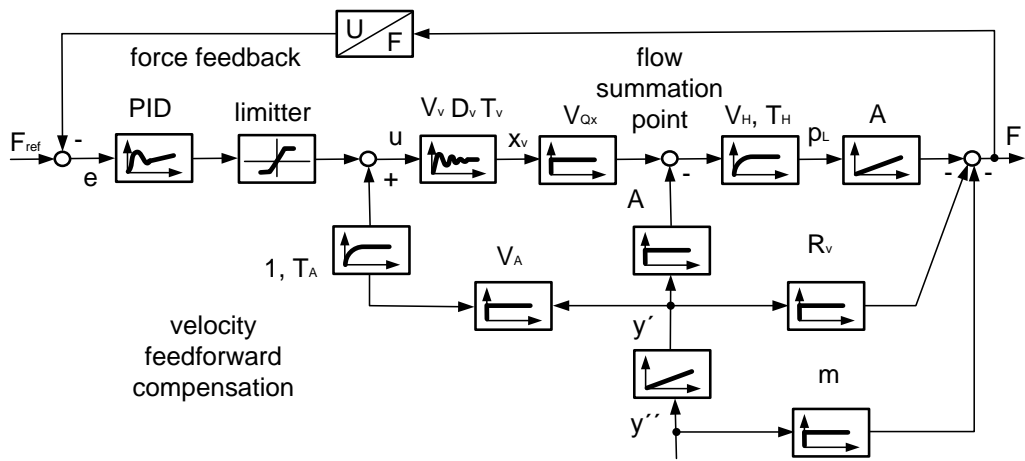 U
F
force feedback
flow
summation
point
PID
limitter
Vv Dv Tv
VQx
VH, TH
A
Fref
-
e
u
xv
pL
F
+
-
-
-
A
1, TA
VA
Rv
velocity
feedforward
compensation
y´
m
y´´